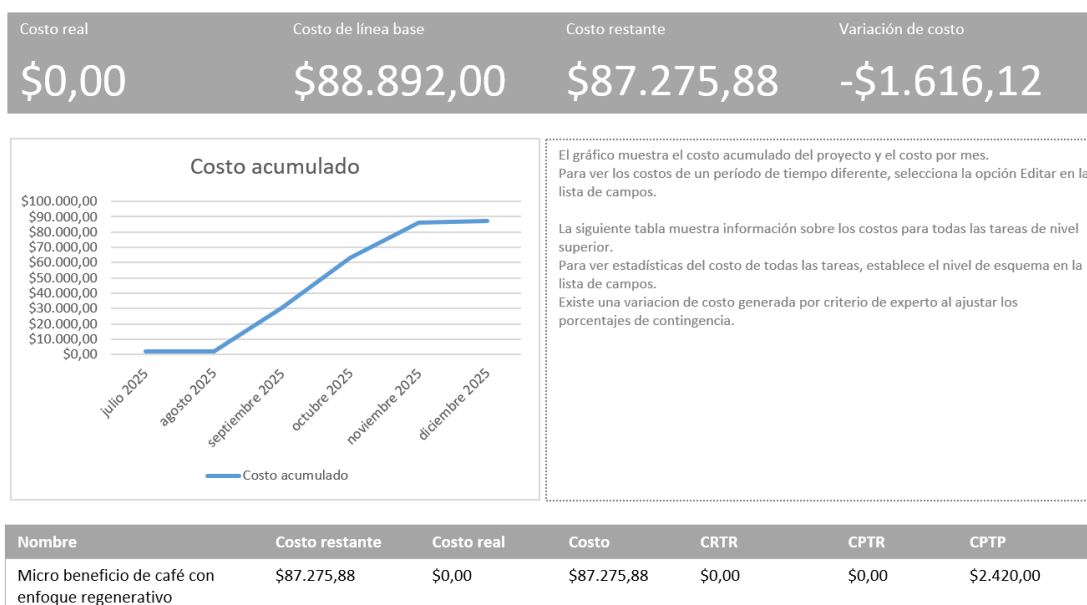 Costo real
Costo de línea base
Costo restante
Variación de costo
$0,00
$88.892,00
$87.275,88
-$1.616,12
Costo acumulado
$100.000,00
$90.000,00
$80.000,00
$70.000,00
$60.000,00
$50.000,00
$40.000,00
$30.000,00
$20.000,00
$10.000,00
$0,00
julio 2025
agosto 2025
septiembre 2025
octubre 2025
noviembre 2025
diciembre 2025
Costo acumulado
El gráfico muestra el costo acumulado del proyecto y el costo por mes.
Para ver los costos de un período de tiempo diferente, selecciona la opción Editar en la
lista de campos.
La siguiente tabla muestra información sobre los costos para todas las tareas de nivel
superior.
Para ver estadísticas del costo de todas las tareas, establece el nivel de esquema en la
lista de campos.
Existe una variacion de costo generada por criterio de experto al ajustar los
porcentajes de contingencia.
Nombre Costo restante Costo real Costo CRTR CPTR CPTP
Micro beneficio de café con $87.275,88 $0,00 $87.275,88 $0,00 $0,00 $2.420,00
enfoque regenerativo